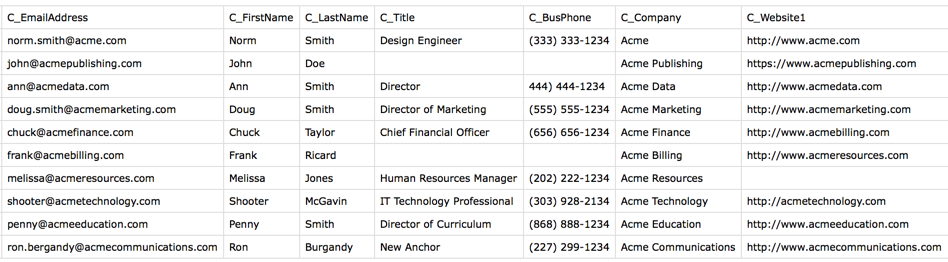 C_EmailAddress C_FirstName C_LastName C_Title C_BusPhone C_Company C_Website1
norm.smith@acme.com Norm Smith Design Engineer (333) 333-1234 Acme http://www.acme.com
john@acmepublishing.com John Doe Acme Publishing https://www.acmepublishing.com
ann@acmedata.com Ann Smith Director 444) 444-1234 Acme Data http://www.acmedata.com
doug.smith@acmemarketing.com Doug Smith Director of Marketing (555) 555-1234 Acme Marketing http://www.acmemarketing.com
chuck@acmefinance.com Chuck Taylor Chief Financial Officer (656) 656-1234 Acme Finance http://www.acmebilling.com
frank@acmebilling.com Frank Ricard Acme Billing http://www.acmeresources.com
melissa@acmeresources.com Melissa Jones Human Resources Manager (202) 222-1234 Acme Resources
shooter@acmetechnology.com Shooter McGavin IT Technology Professional (303) 928-2134 Acme Technology http://acmetechnology.com
penny@acmeeducation.com Penny Smith Director of Curriculum (868) 888-1234 Acme Education http://www.acmeeducation.com
ron.bergandy@acmecommunications.com Ron Burgandy New Anchor (227) 299-1234 Acme Communications http://www.acmecommunications.com